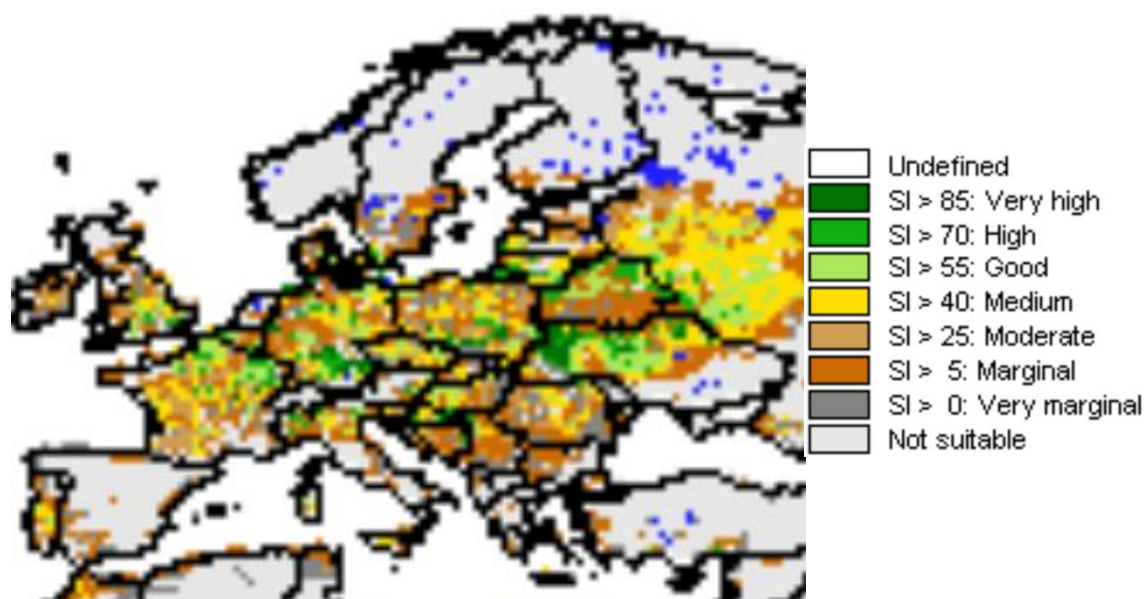 Undefined
SI > 85: Very high
SI > 70: High
SI > 55: Good
SI > 40: Medium
SI > 25: Moderate
SI > 5: Marginal
SI > 0: Very marginal
Not suitable